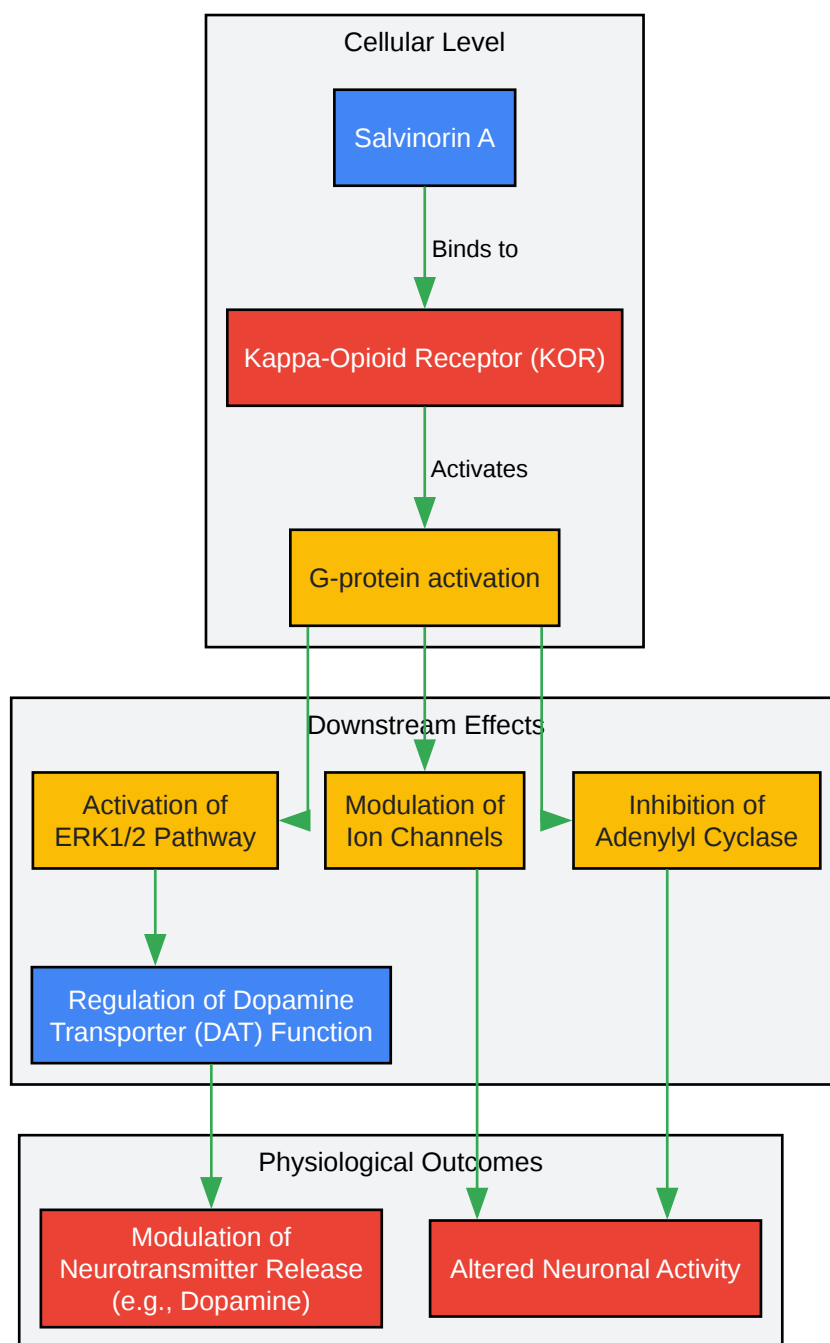 Cellular Level
Salvinorin A
Binds to
Kappa-Opioid Receptor (KOR)
Activates
G-protein activation
Downstream Effects
Activation of
ERK1/2 Pathway
Modulation of
Ion Channels
Inhibition of
Adenylyl Cyclase
Regulation of Dopamine
Transporter (DAT) Function
Physiological Outcomes
Modulation of
Neurotransmitter Release
(e.g., Dopamine)
Altered Neuronal Activity